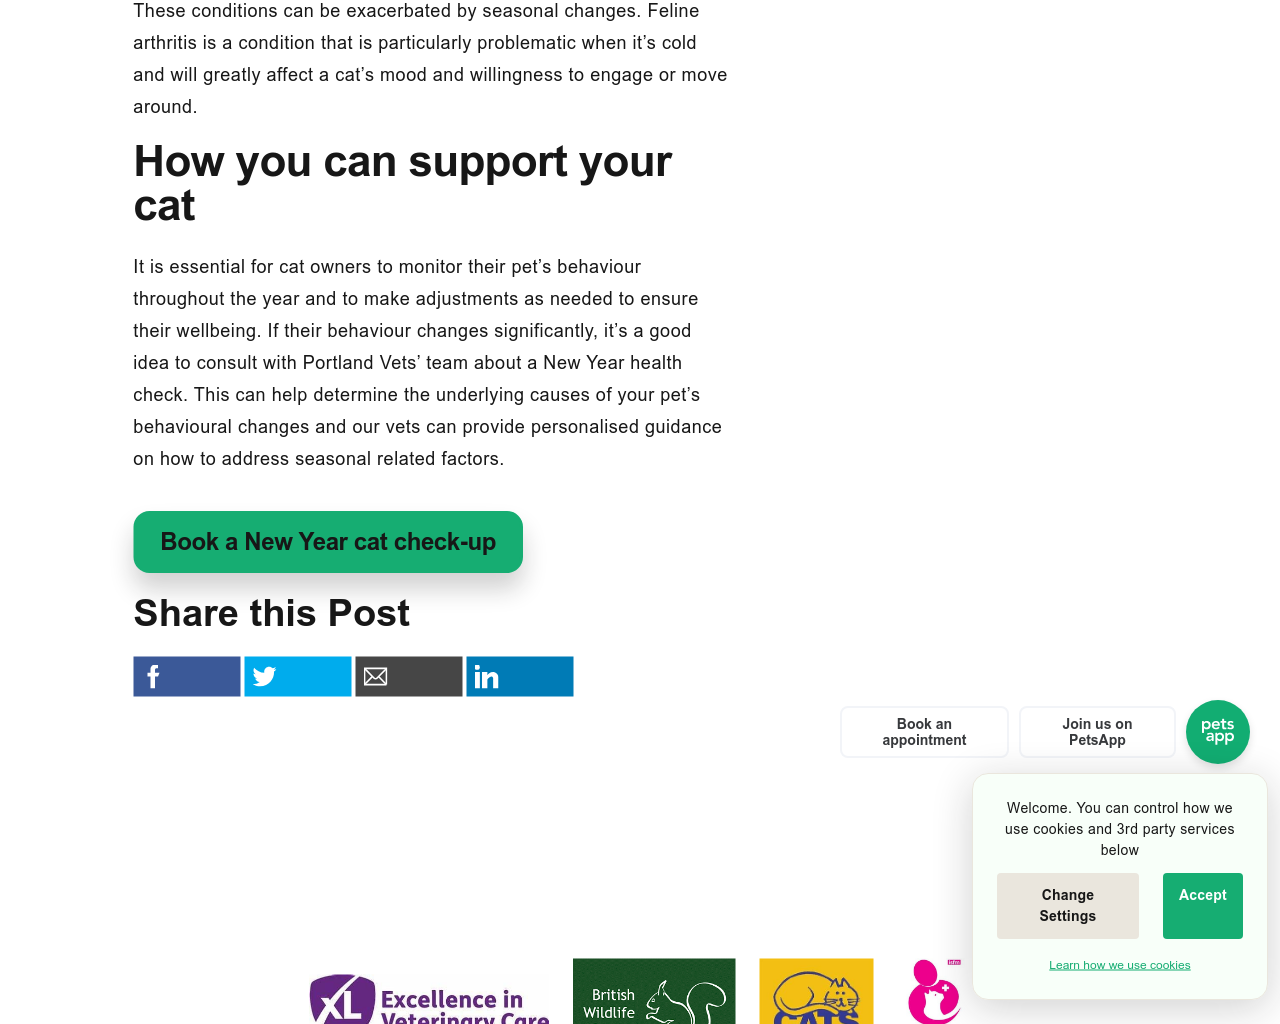 These conditions can be exacerbated by seasonal changes. Feline
arthritis is a condition that is particularly problematic when it’s cold
and will greatly affect a cat’s mood and willingness to engage or move
around.
How you can support your
cat
It is essential for cat owners to monitor their pet’s behaviour
throughout the year and to make adjustments as needed to ensure
their wellbeing. If their behaviour changes significantly, it’s a good
idea to consult with Portland Vets’ team about a New Year health
check. This can help determine the underlying causes of your pet’s
behavioural changes and our vets can provide personalised guidance
on how to address seasonal related factors.
Book a New Year cat check-up
Share this Post
Book an
appointment
Join us on
PetsApp
pets
app
Welcome. You can control how we
use cookies and 3rd party services
below
Change
Settings
Accept
Learn how we use cookies
XL
Excellence in
Veterinary Care
British
Wildlife
CATS